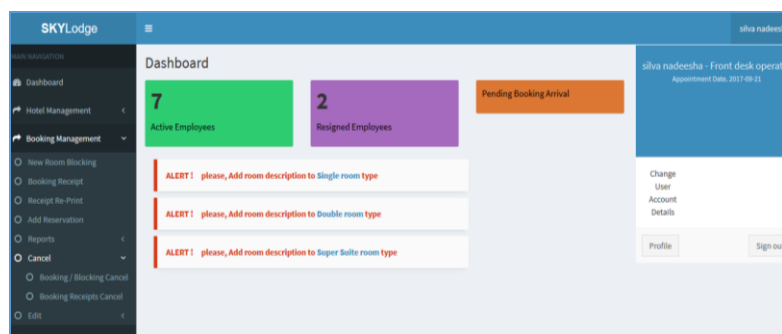 SKYLodge
silva nadees
MAIN NAVIGATION
Dashboard
Hotel Management
Booking Management
New Room Blocking
Booking Receipt
Receipt Re-Print
Add Reservation
Reports
Cancel
Booking / Blocking Cancel
Booking Receipts Cancel
Edit
Dashboard
7
Active Employees
2
Resigned Employees
Pending Booking Arrival
ALERT ! please, Add room description to Single room type
ALERT ! please, Add room description to Double room type
ALERT ! please, Add room description to Super Suite room type
silva nadeesha - Front desk operat
Appointment Date. 2017-09-21
Change
User
Account
Details
Profile
Sign ou